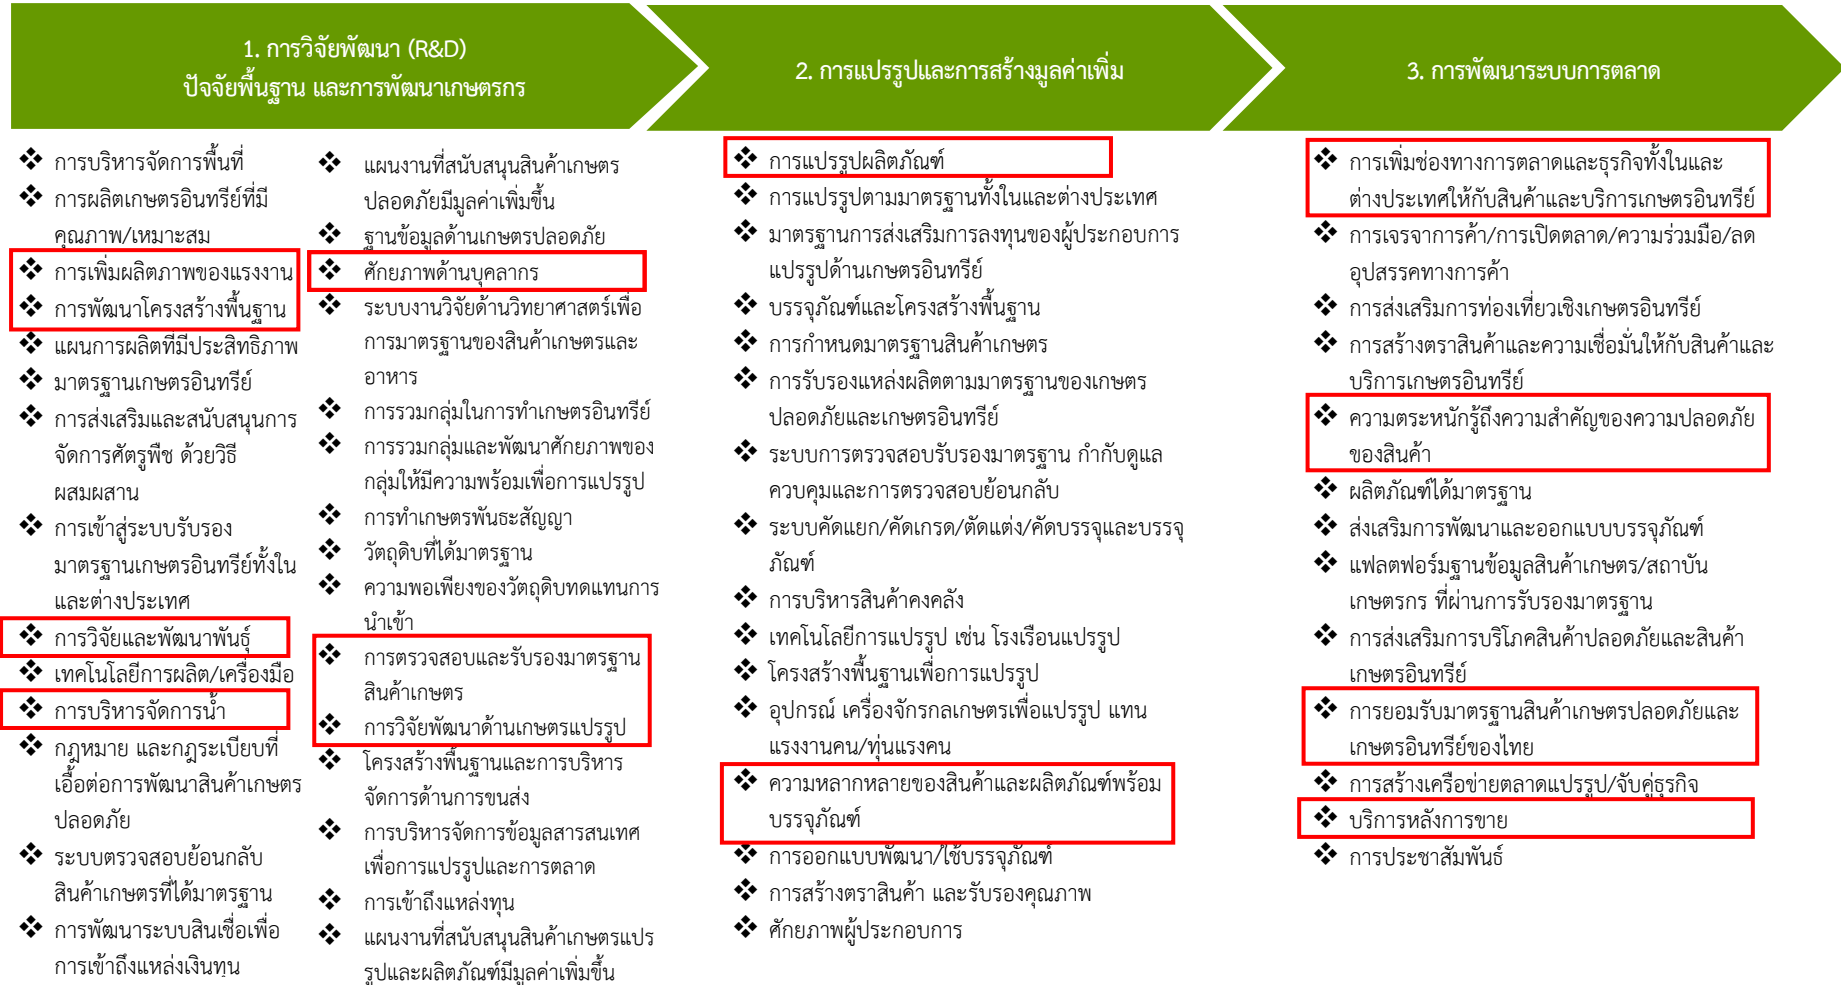 1. การวิจัยพัฒนา (R&D)
ปัจจัยพื้นฐาน และการพัฒนาเกษตรกร
2. การแปรรูปและการสร้างมูลค่าเพิ่ม
3. การพัฒนาระบบการตลาด
❖ การบริหารจัดการพื้นที่
❖ การผลิตเกษตรอินทรีย์ที่มี
คุณภาพ/เหมาะสม
❖ การเพิ่มผลิตภาพของแรงงาน
❖ การพัฒนาโครงสร้างพื้นฐาน
❖ แผนการผลิตที่มีประสิทธิภาพ
❖ มาตรฐานเกษตรอินทรีย์
❖ การส่งเสริมและสนับสนุนการ
จัดการศัตรูพืช ด้วยวิธี
ผสมผสาน
❖ การเข้าสู่ระบบรับรอง
มาตรฐานเกษตรอินทรีย์ทั้งใน
และต่างประเทศ
❖ การวิจัยและพัฒนาพันธุ์
❖ เทคโนโลยีการผลิต/เครื่องมือ
❖ การบริหารจัดการน้ำ
❖ กฎหมาย และกฎระเบียบที่
เอื้อต่อการพัฒนาสินค้าเกษตร
ปลอดภัย
❖ ระบบตรวจสอบย้อนกลับ
สินค้าเกษตรที่ได้มาตรฐาน
❖ การพัฒนาระบบสินเชื่อเพื่อ
การเข้าถึงแหล่งเงินทุน
❖ แผนงานที่สนับสนุนสินค้าเกษตร
ปลอดภัยมีมูลค่าเพิ่มขึ้น
❖ ฐานข้อมูลด้านเกษตรปลอดภัย
❖ ศักยภาพด้านบุคลากร
❖ ระบบงานวิจัยด้านวิทยาศาสตร์เพื่อ
การมาตรฐานของสินค้าเกษตรและ
อาหาร
❖ การรวมกลุ่มในการทำเกษตรอินทรีย์
❖ การรวมกลุ่มและพัฒนาศักยภาพของ
กลุ่มให้มีความพร้อมเพื่อการแปรรูป
❖ การทำเกษตรพันธะสัญญา
❖ วัตถุดิบที่ได้มาตรฐาน
❖ ความพอเพียงของวัตถุดิบทดแทนการ
นำเข้า
❖ การตรวจสอบและรับรองมาตรฐาน
สินค้าเกษตร
❖ การวิจัยพัฒนาด้านเกษตรแปรรูป
❖ โครงสร้างพื้นฐานและการบริหาร
จัดการด้านการขนส่ง
❖ การบริหารจัดการข้อมูลสารสนเทศ
เพื่อการแปรรูปและการตลาด
❖ การเข้าถึงแหล่งทุน
❖ แผนงานที่สนับสนุนสินค้าเกษตรแปร
รูปและผลิตภัณฑ์มีมูลค่าเพิ่มขึ้น
❖ การแปรรูปผลิตภัณฑ์
❖ การแปรรูปตามมาตรฐานทั้งในและต่างประเทศ
❖ มาตรฐานการส่งเสริมการลงทุนของผู้ประกอบการ
แปรรูปด้านเกษตรอินทรีย์
❖ บรรจุภัณฑ์และโครงสร้างพื้นฐาน
❖ การกำหนดมาตรฐานสินค้าเกษตร
❖ การรับรองแหล่งผลิตตามมาตรฐานของเกษตร
ปลอดภัยและเกษตรอินทรีย์
❖ ระบบการตรวจสอบรับรองมาตรฐาน กำกับดูแล
ควบคุมและการตรวจสอบย้อนกลับ
❖ ระบบคัดแยก/คัดเกรด/ตัดแต่ง/คัดบรรจุและบรรจุ
ภัณฑ์
❖ การบริหารสินค้าคงคลัง
❖ เทคโนโลยีการแปรรูป เช่น โรงเรือนแปรรูป
❖ โครงสร้างพื้นฐานเพื่อการแปรรูป
❖ อุปกรณ์ เครื่องจักรกลเกษตรเพื่อแปรรูป แทน
แรงงานคน/ทุ่นแรงคน
❖ ความหลากหลายของสินค้าและผลิตภัณฑ์พร้อม
บรรจุภัณฑ์
❖ การออกแบบพัฒนา/ใช้บรรจุภัณฑ์
❖ การสร้างตราสินค้า และรับรองคุณภาพ
❖ ศักยภาพผู้ประกอบการ
❖ การเพิ่มช่องทางการตลาดและธุรกิจทั้งในและ
ต่างประเทศให้กับสินค้าและบริการเกษตรอินทรีย์
❖ การเจรจาการค้า/การเปิดตลาด/ความร่วมมือ/ลด
อุปสรรคทางการค้า
❖ การส่งเสริมการท่องเที่ยวเชิงเกษตรอินทรีย์
❖ การสร้างตราสินค้าและความเชื่อมั่นให้กับสินค้าและ
บริการเกษตรอินทรีย์
❖ ความตระหนักรู้ถึงความสำคัญของความปลอดภัย
ของสินค้า
❖ ผลิตภัณฑ์ได้มาตรฐาน
❖ ส่งเสริมการพัฒนาและออกแบบบรรจุภัณฑ์
❖ แฟลตฟอร์มฐานข้อมูลสินค้าเกษตร/สถาบัน
เกษตรกร ที่ผ่านการรับรองมาตรฐาน
❖ การส่งเสริมการบริโภคสินค้าปลอดภัยและสินค้า
เกษตรอินทรีย์
❖ การยอมรับมาตรฐานสินค้าเกษตรปลอดภัยและ
เกษตรอินทรีย์ของไทย
❖ การสร้างเครือข่ายตลาดแปรรูป/จับคู่ธุรกิจ
❖ บริการหลังการขาย
❖ การประชาสัมพันธ์